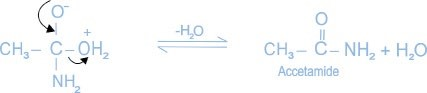 O⁻
CH₃ – C – OH₂⁺
NH₂
-H₂O
O
CH₃ – C – NH₂ + H₂O
Accetamide